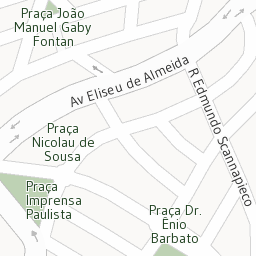 Praça João
Manuel Gaby
Fontan
Av Eliseu de Almeida
R Edmundo Scannapieco
Praça
Nicolau de
Sousa
Praça
Imprensa
Paulista
Praça Dr.
Ênio
Barbato